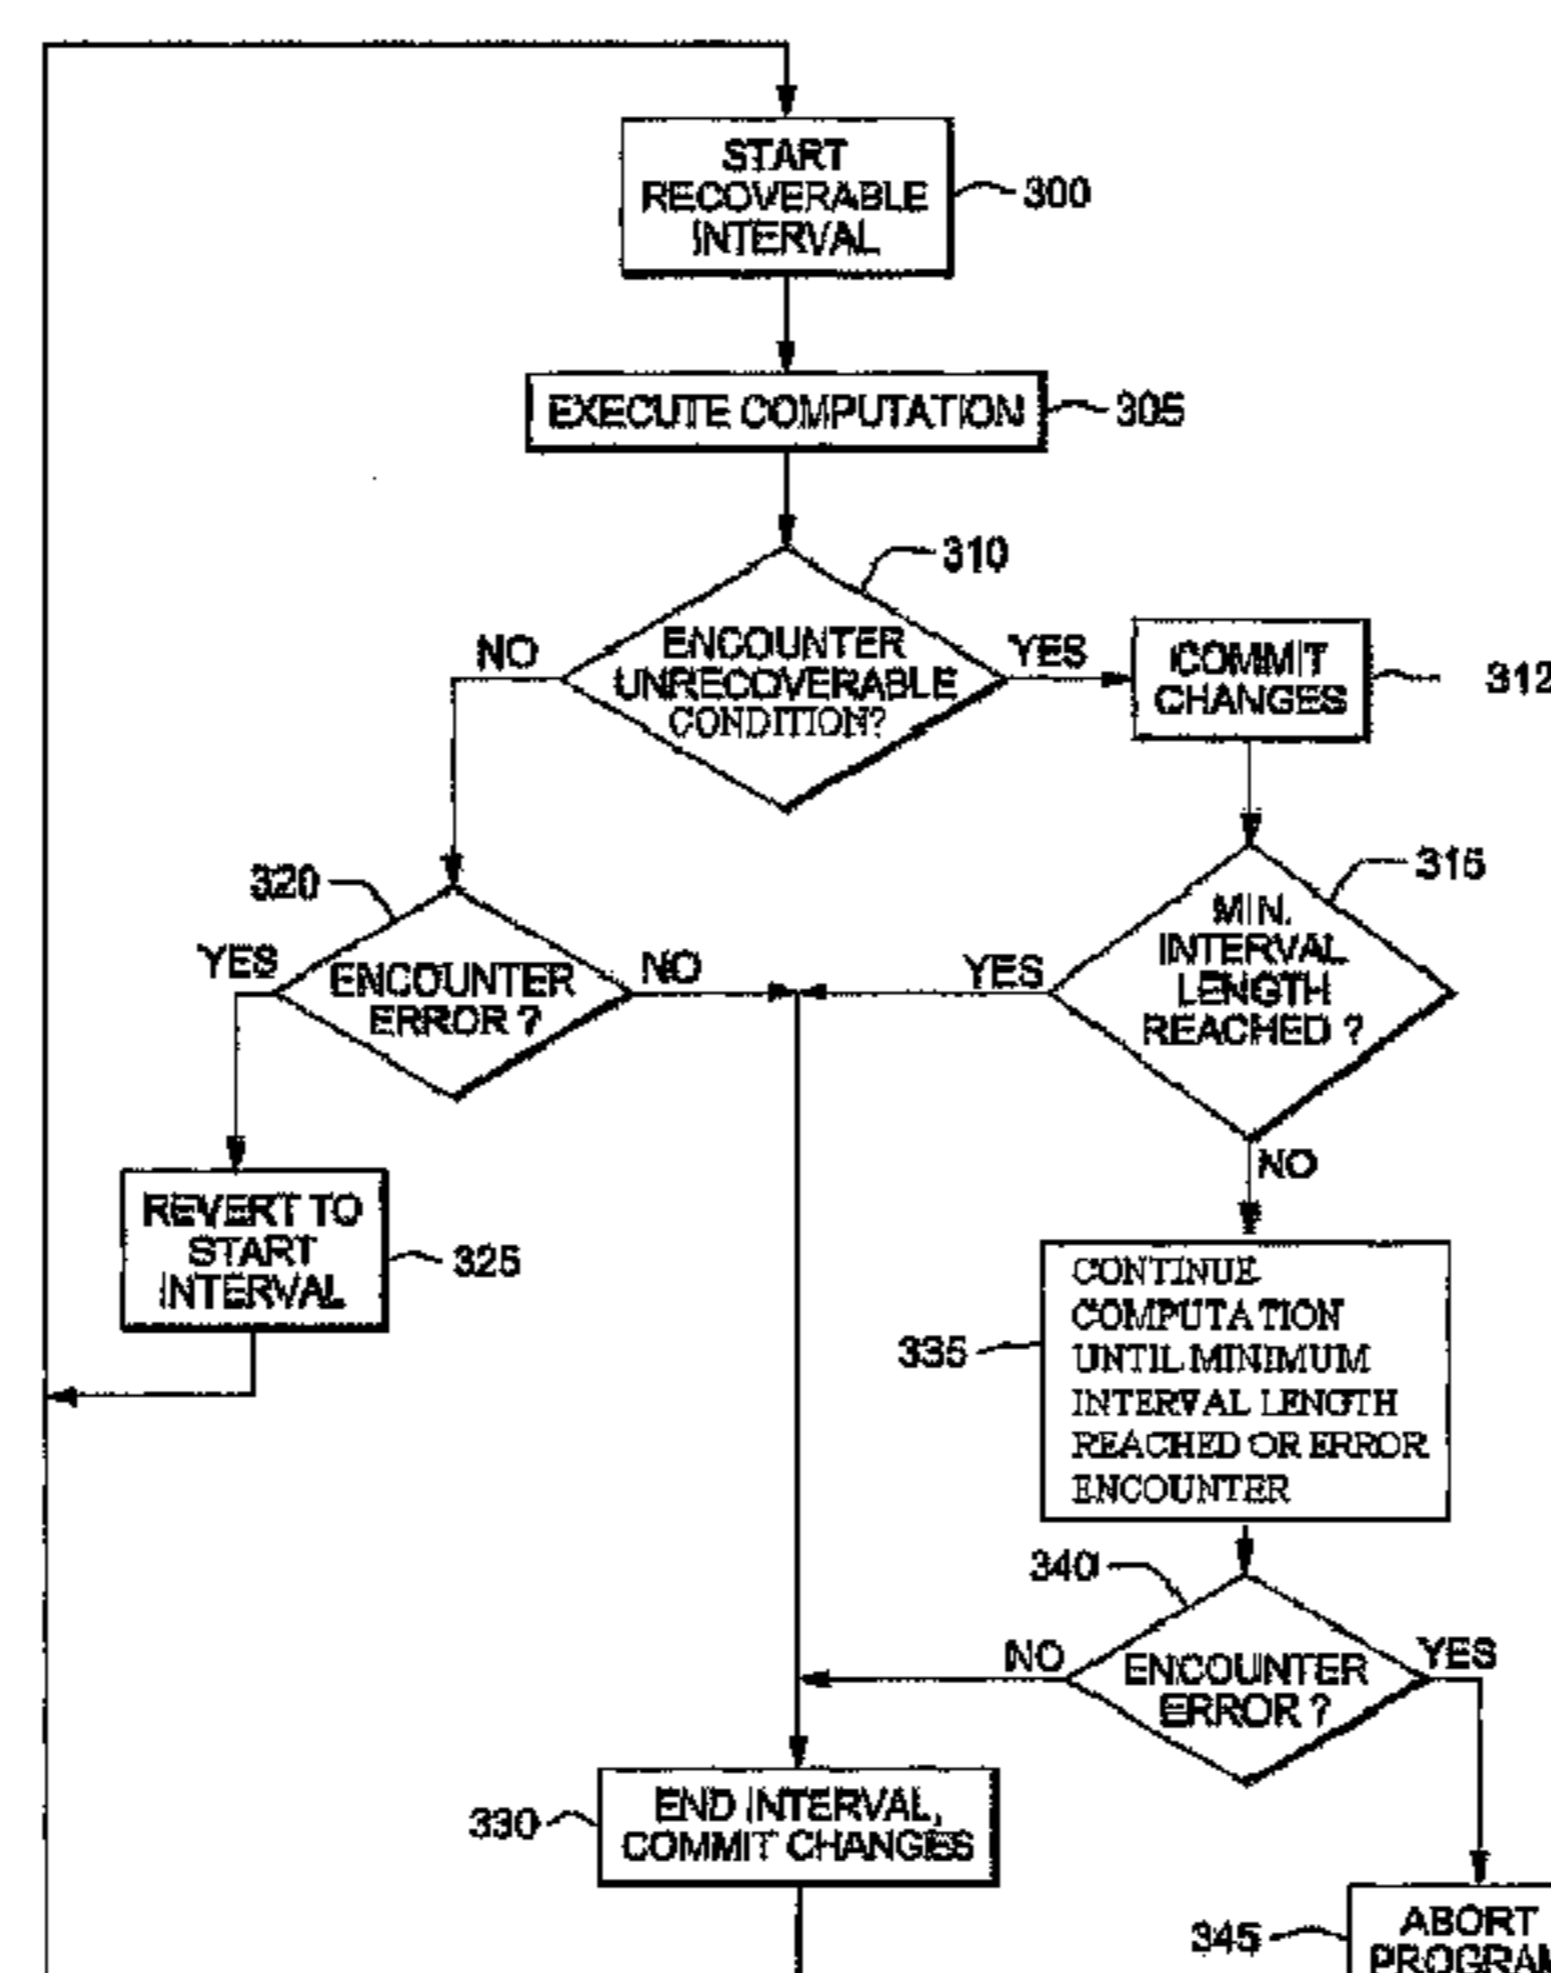 START
RECOVERABLE
INTERVAL
300
EXECUTE COMPUTATION
305
310
ENCOUNTER
UNRECOVERABLE
CONDITION?
NO
YES
COMMIT
CHANGES
312
320
ENCOUNTER
ERROR ?
YES
NO
315
MIN.
INTERVAL
LENGTH
REACHED ?
YES
NO
REVERT TO
START
INTERVAL
325
335
CONTINUE
COMPUTATION
UNTIL MINIMUM
INTERVAL LENGTH
REACHED OR ERROR
ENCOUNTER
340
ENCOUNTER
ERROR ?
NO
YES
330
END INTERVAL,
COMMIT CHANGES
345
ABORT
PROGRAM